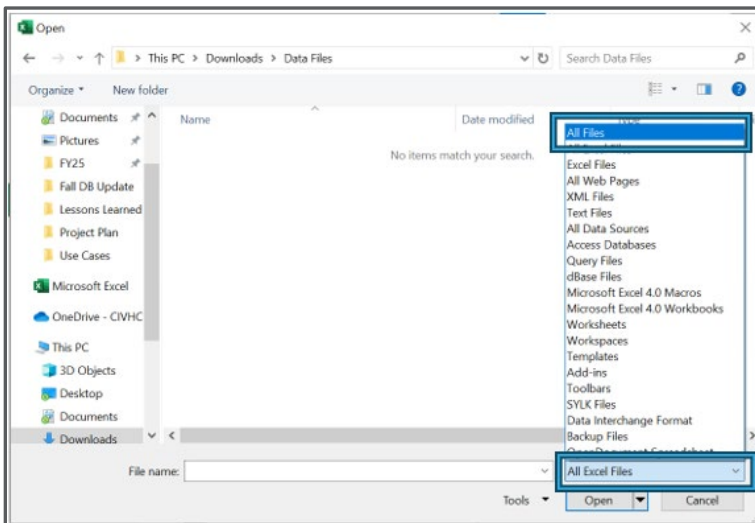 Open
This PC > Downloads > Data Files
Search Data Files
Organize
New folder
Name
Date modified
Documents
Pictures
FY25
Fall DB Update
Lessons Learned
Project Plan
Use Cases
Microsoft Excel
OneDrive - CIVHC
This PC
3D Objects
Desktop
Documents
Downloads
No items match your search.
All Files
Excel Files
All Web Pages
XML Files
Text Files
All Data Sources
Access Databases
Query Files
dBase Files
Microsoft Excel 4.0 Macros
Microsoft Excel 4.0 Workbooks
Worksheets
Workspaces
Templates
Add-ins
Toolbars
SYLK Files
Data Interchange Format
Backup Files
File name:
All Excel Files
Tools
Open
Cancel